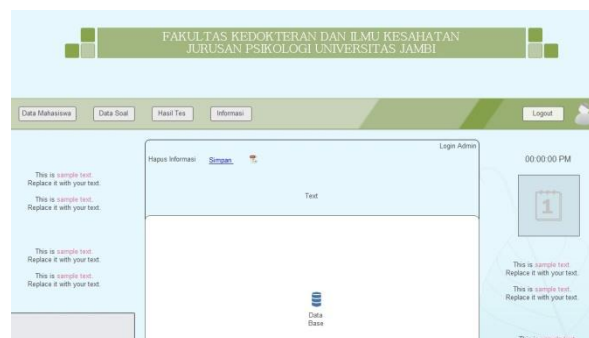 FAKULTAS KEDOKTERAN DAN ILMU KESAHATAN
JURUSAN PSIKOLOGI UNIVERSITAS JAMBI
Data Mahasiswa
Data Soal
Hasil Tes
Informasi
Logout
Login Admin
Hapus Informasi
Simpan
Text
Data
Base
This is sample text.
Replace it with your text.
This is sample text.
Replace it with your text.
This is sample text.
Replace it with your text.
This is sample text.
Replace it with your text.
00:00:00 PM
1
This is sample text.
Replace it with your text.
This is sample text.
Replace it with your text.